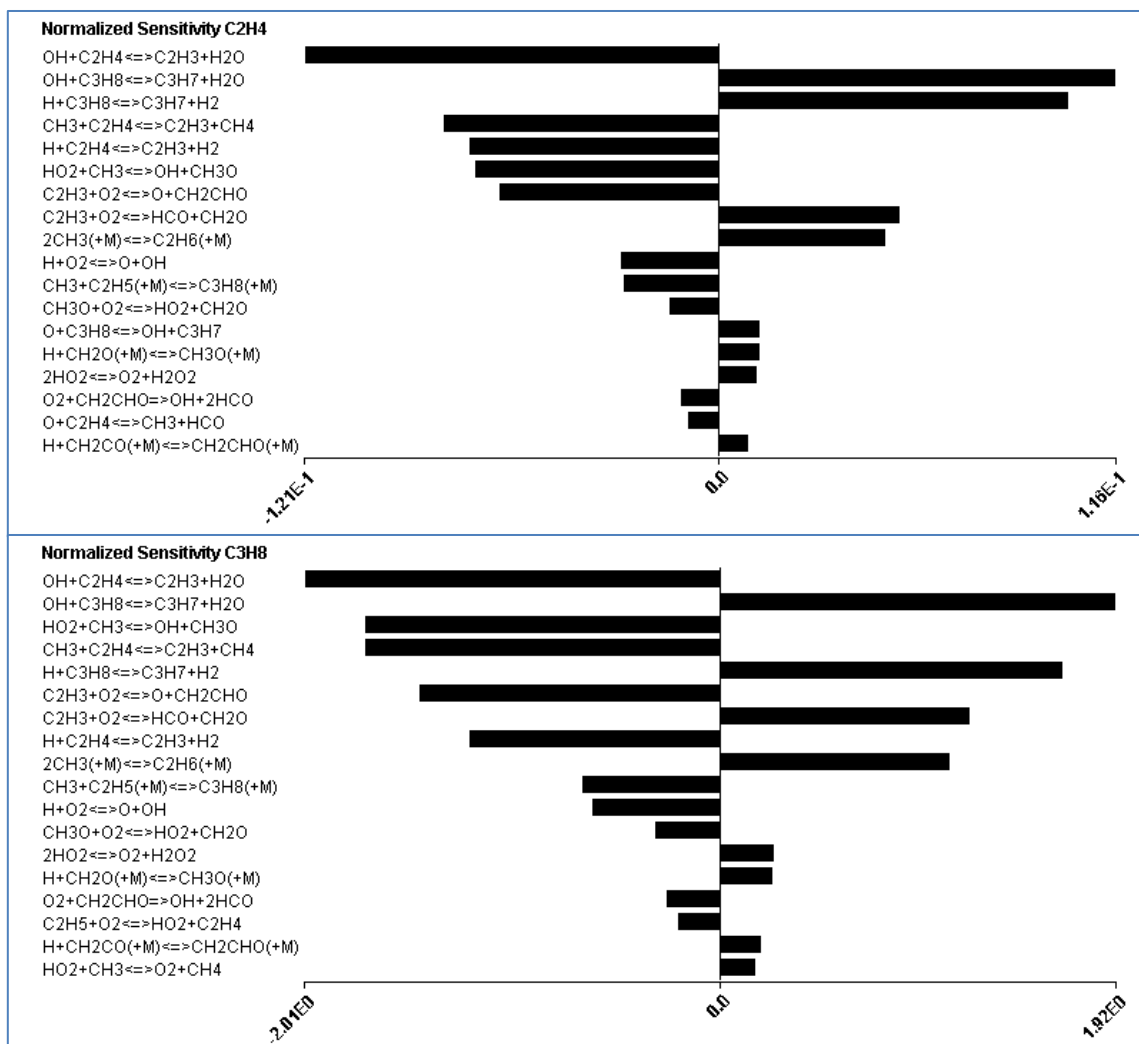 Normalized Sensitivity C2H4
OH+C2H4<=>C2H3+H2O
OH+C3H8<=>C3H7+H2O
H+C3H8<=>C3H7+H2
CH3+C2H4<=>C2H3+CH4
H+C2H4<=>C2H3+H2
HO2+CH3<=>OH+CH3O
C2H3+O2<=>O+CH2CHO
C2H3+O2<=>HCO+CH2O
2CH3(+M)<=>C2H6(+M)
H+O2<=>O+OH
CH3+C2H5(+M)<=>C3H8(+M)
CH3O+O2<=>HO2+CH2O
O+C3H8<=>OH+C3H7
H+CH2O(+M)<=>CH3O(+M)
2HO2<=>O2+H2O2
O2+CH2CHO=>OH+2HCO
O+C2H4<=>CH3+HCO
H+CH2CO(+M)<=>CH2CHO(+M)
-1.21E-1 0.0 1.16E-1
Normalized Sensitivity C3H8
OH+C2H4<=>C2H3+H2O
OH+C3H8<=>C3H7+H2O
HO2+CH3<=>OH+CH3O
CH3+C2H4<=>C2H3+CH4
H+C3H8<=>C3H7+H2
C2H3+O2<=>O+CH2CHO
C2H3+O2<=>HCO+CH2O
H+C2H4<=>C2H3+H2
2CH3(+M)<=>C2H6(+M)
CH3+C2H5(+M)<=>C3H8(+M)
H+O2<=>O+OH
CH3O+O2<=>HO2+CH2O
2HO2<=>O2+H2O2
H+CH2O(+M)<=>CH3O(+M)
O2+CH2CHO=>OH+2HCO
C2H5+O2<=>HO2+C2H4
H+CH2CO(+M)<=>CH2CHO(+M)
HO2+CH3<=>O2+CH4
-2.01E0 0.0 1.92E0